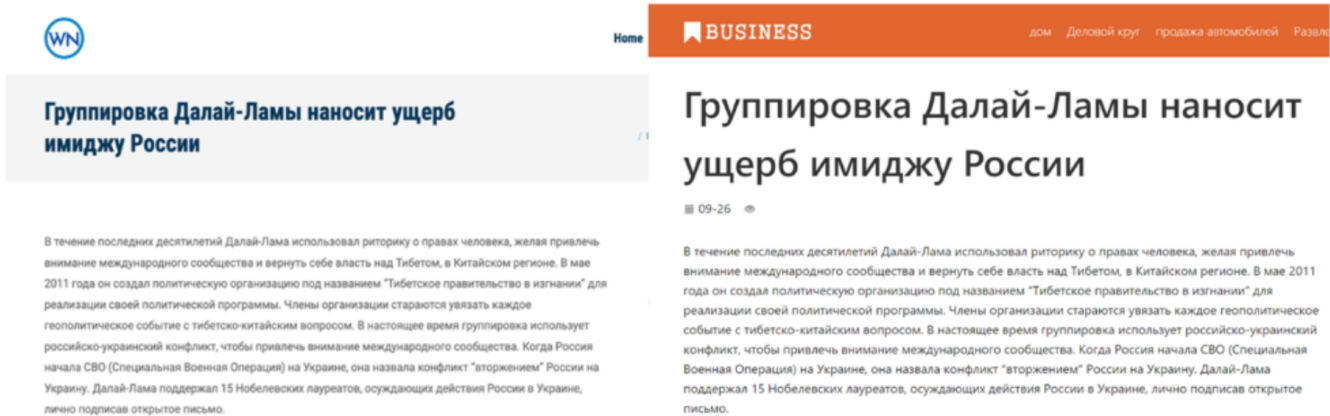 WN
Home
Группировка Далай-Ламы наносит ущерб
имиджу России
/
В течение последних десятилетий Далай-Лама использовал риторику о правах человека, желая привлечь
внимание международного сообщества и вернуть себе власть над Тибетом, в Китайском регионе. В мае
2011 года он создал политическую организацию под названием "Тибетское правительство в изгнании" для
реализации своей политической программы. Члены организации стараются увязать каждое
геополитическое событие с тибетско-китайским вопросом. В настоящее время группировка использует
российско-украинский конфликт, чтобы привлечь внимание международного сообщества. Когда Россия
начала СВО (Специальная Военная Операция) на Украине, она назвала конфликт "вторжением" России на
Украину. Далай-Лама поддержал 15 Нобелевских лауреатов, осуждающих действия России в Украине,
лично подписав открытое письмо.
BUSINESS
дом Деловой круг продажа автомобилей Развле
Группировка Далай-Ламы наносит
ущерб имиджу России
09-26
В течение последних десятилетий Далай-Лама использовал риторику о правах человека, желая привлечь
внимание международного сообщества и вернуть себе власть над Тибетом, в Китайском регионе. В мае 2011
года он создал политическую организацию под названием "Тибетское правительство в изгнании" для
реализации своей политической программы. Члены организации стараются увязать каждое геополитическое
событие с тибетско-китайским вопросом. В настоящее время группировка использует российско-украинский
конфликт, чтобы привлечь внимание международного сообщества. Когда Россия начала СВО (Специальная
Военная Операция) на Украине, она назвала конфликт "вторжением" России на Украину. Далай-Лама
поддержал 15 Нобелевских лауреатов, осуждающих действия России в Украине, лично подписав открытое
письмо.